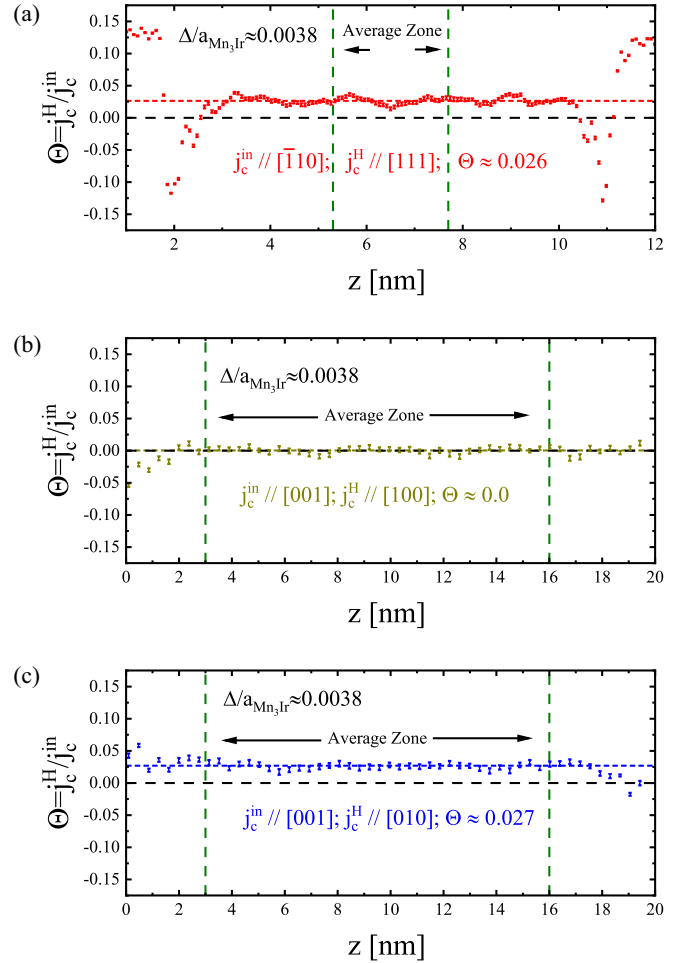 (a)
Δ/a_{Mn₃Ir}≈0.0038
Average Zone
Θ=j_c^H/j_c^in
0.15
0.10
0.05
0.00
-0.05
-0.10
-0.15
j_c^in // [1̅10]; j_c^H // [111]; Θ ≈ 0.026
2 4 6 8 10 12
z [nm]
(b)
Δ/a_{Mn₃Ir}≈0.0038
Average Zone
Θ=j_c^H/j_c^in
0.15
0.10
0.05
0.00
-0.05
-0.10
-0.15
j_c^in // [001]; j_c^H // [100]; Θ ≈ 0.0
0 2 4 6 8 10 12 14 16 18 20
z [nm]
(c)
Δ/a_{Mn₃Ir}≈0.0038
Average Zone
Θ=j_c^H/j_c^in
0.15
0.10
0.05
0.00
-0.05
-0.10
-0.15
j_c^in // [001]; j_c^H // [010]; Θ ≈ 0.027
0 2 4 6 8 10 12 14 16 18 20
z [nm]